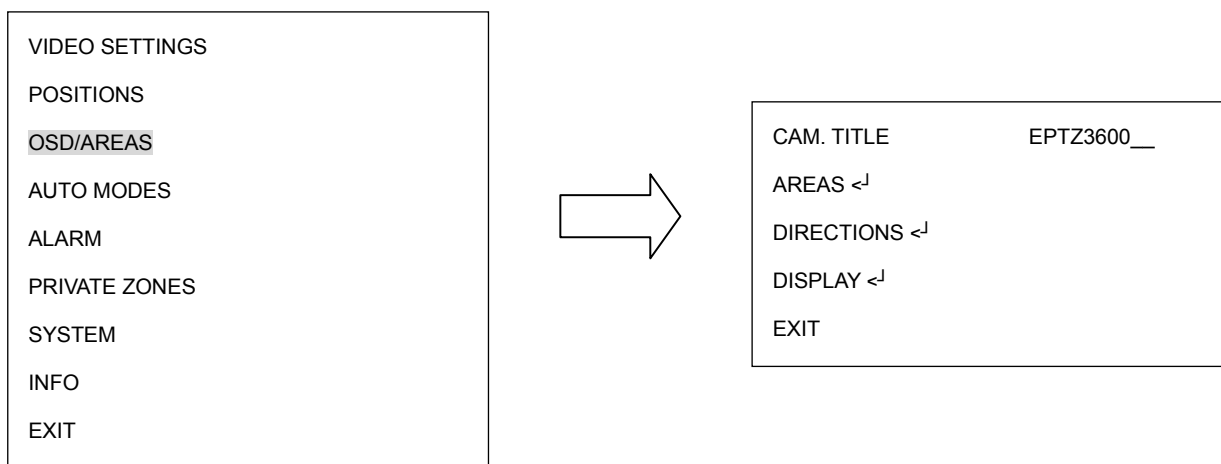 VIDEO SETTINGS
POSITIONS
OSD/AREAS
AUTO MODES
ALARM
PRIVATE ZONES
SYSTEM
INFO
EXIT
CAM. TITLE EPTZ3600__
AREAS <┘
DIRECTIONS <┘
DISPLAY <┘
EXIT